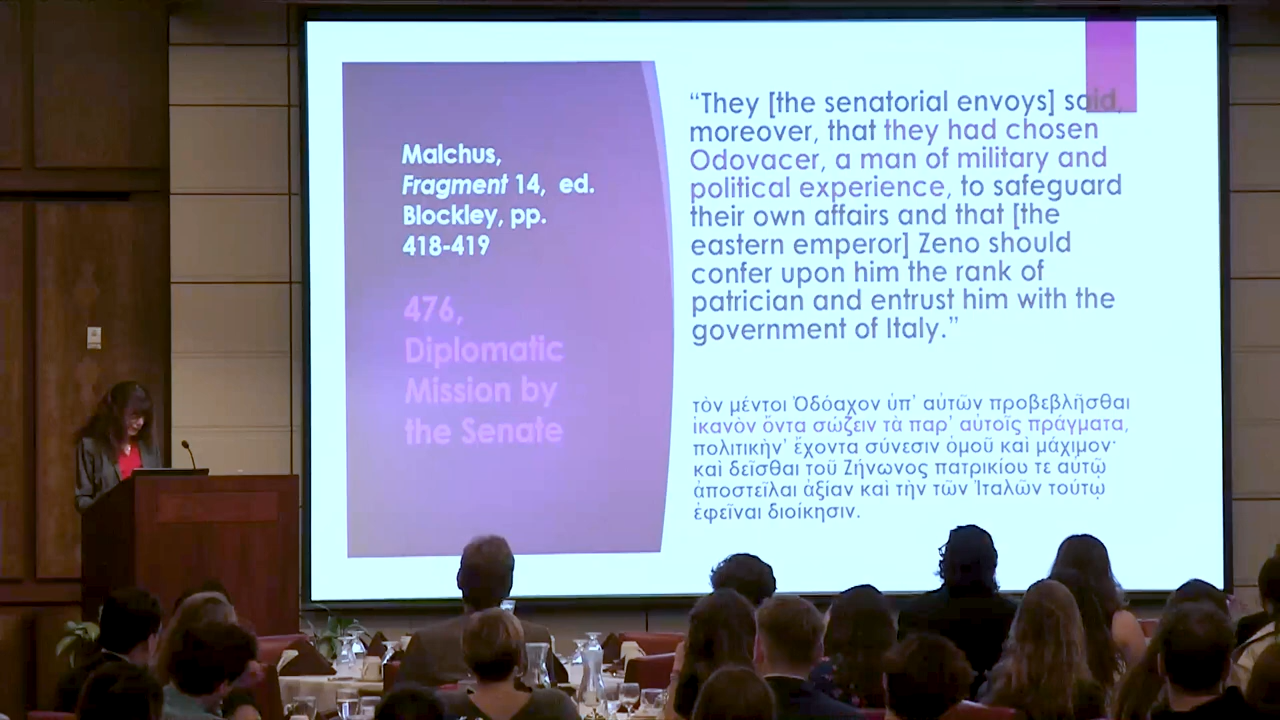 Malchus,
Fragment 14, ed.
Blockley, pp.
418-419
476,
Diplomatic
Mission by
the Senate
“They [the senatorial envoys] said,
moreover, that they had chosen
Odovacer, a man of military and
political experience, to safeguard
their own affairs and that [the
eastern emperor] Zeno should
confer upon him the rank of
patrician and entrust him with the
government of Italy.”
τὸν μέντοι Ὀδόαχον ὑπ’ αὐτῶν προβεβλῆσθαι
ἱκανὸν ὄντα σώζειν τὰ παρ’ αὐτοῖς πράγματα,
πολιτικὴν’ ἔχοντα σύνεσιν ὁμοῦ καὶ μάχιμον·
καὶ δεῖσθαι τοῦ Ζήνωνος πατρικίου τε αὐτῷ
ἀποστεῖλαι ἀξίαν καὶ τὴν τῶν Ἰταλῶν τούτῳ
ἐφεῖναι διοίκησιν.